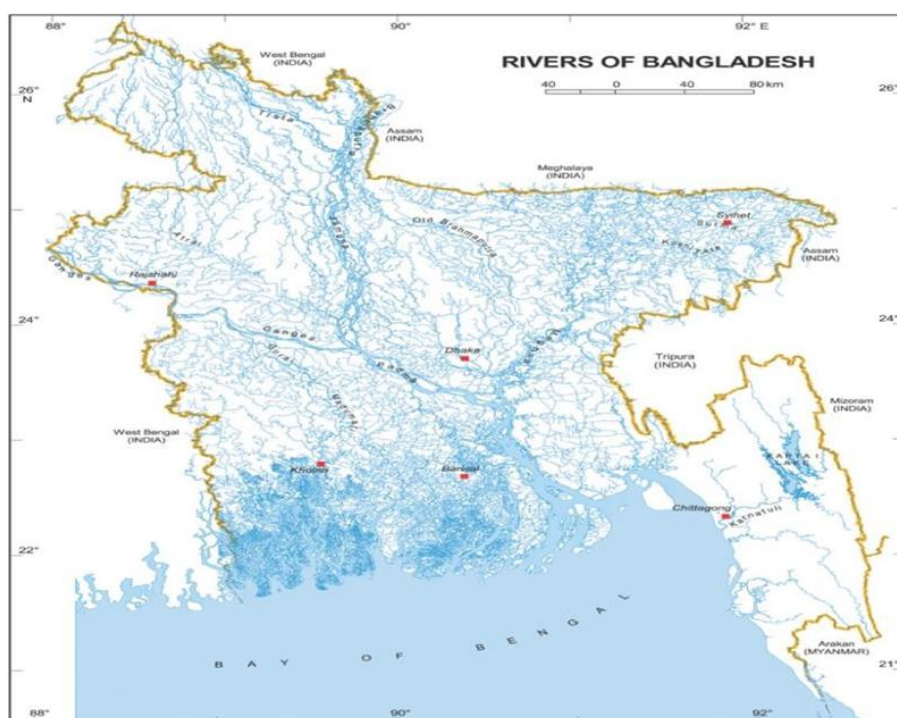 88°
90°
92° E
West Bengal
(INDIA)
RIVERS OF BANGLADESH
40 0 40 80 km
26°
N
26°
Tista
Assam
(INDIA)
Meghalaya
(INDIA)
Old Brahmaputra
Sylhet
Surma
Kushiyara
Atrai
Assam
(INDIA)
Ganges
Rajshahi
24°
24°
Ganges
Padma
Dhaka
Meghna
Gorai
Tripura
(INDIA)
Mizoram
(INDIA)
West Bengal
(INDIA)
Khulna
Barisal
KAPTAI
LAKE
Chittagong
Karnafuli
22°
BAY OF BENGAL
Arakan
(MYANMAR)
21°
88°
90°
92°